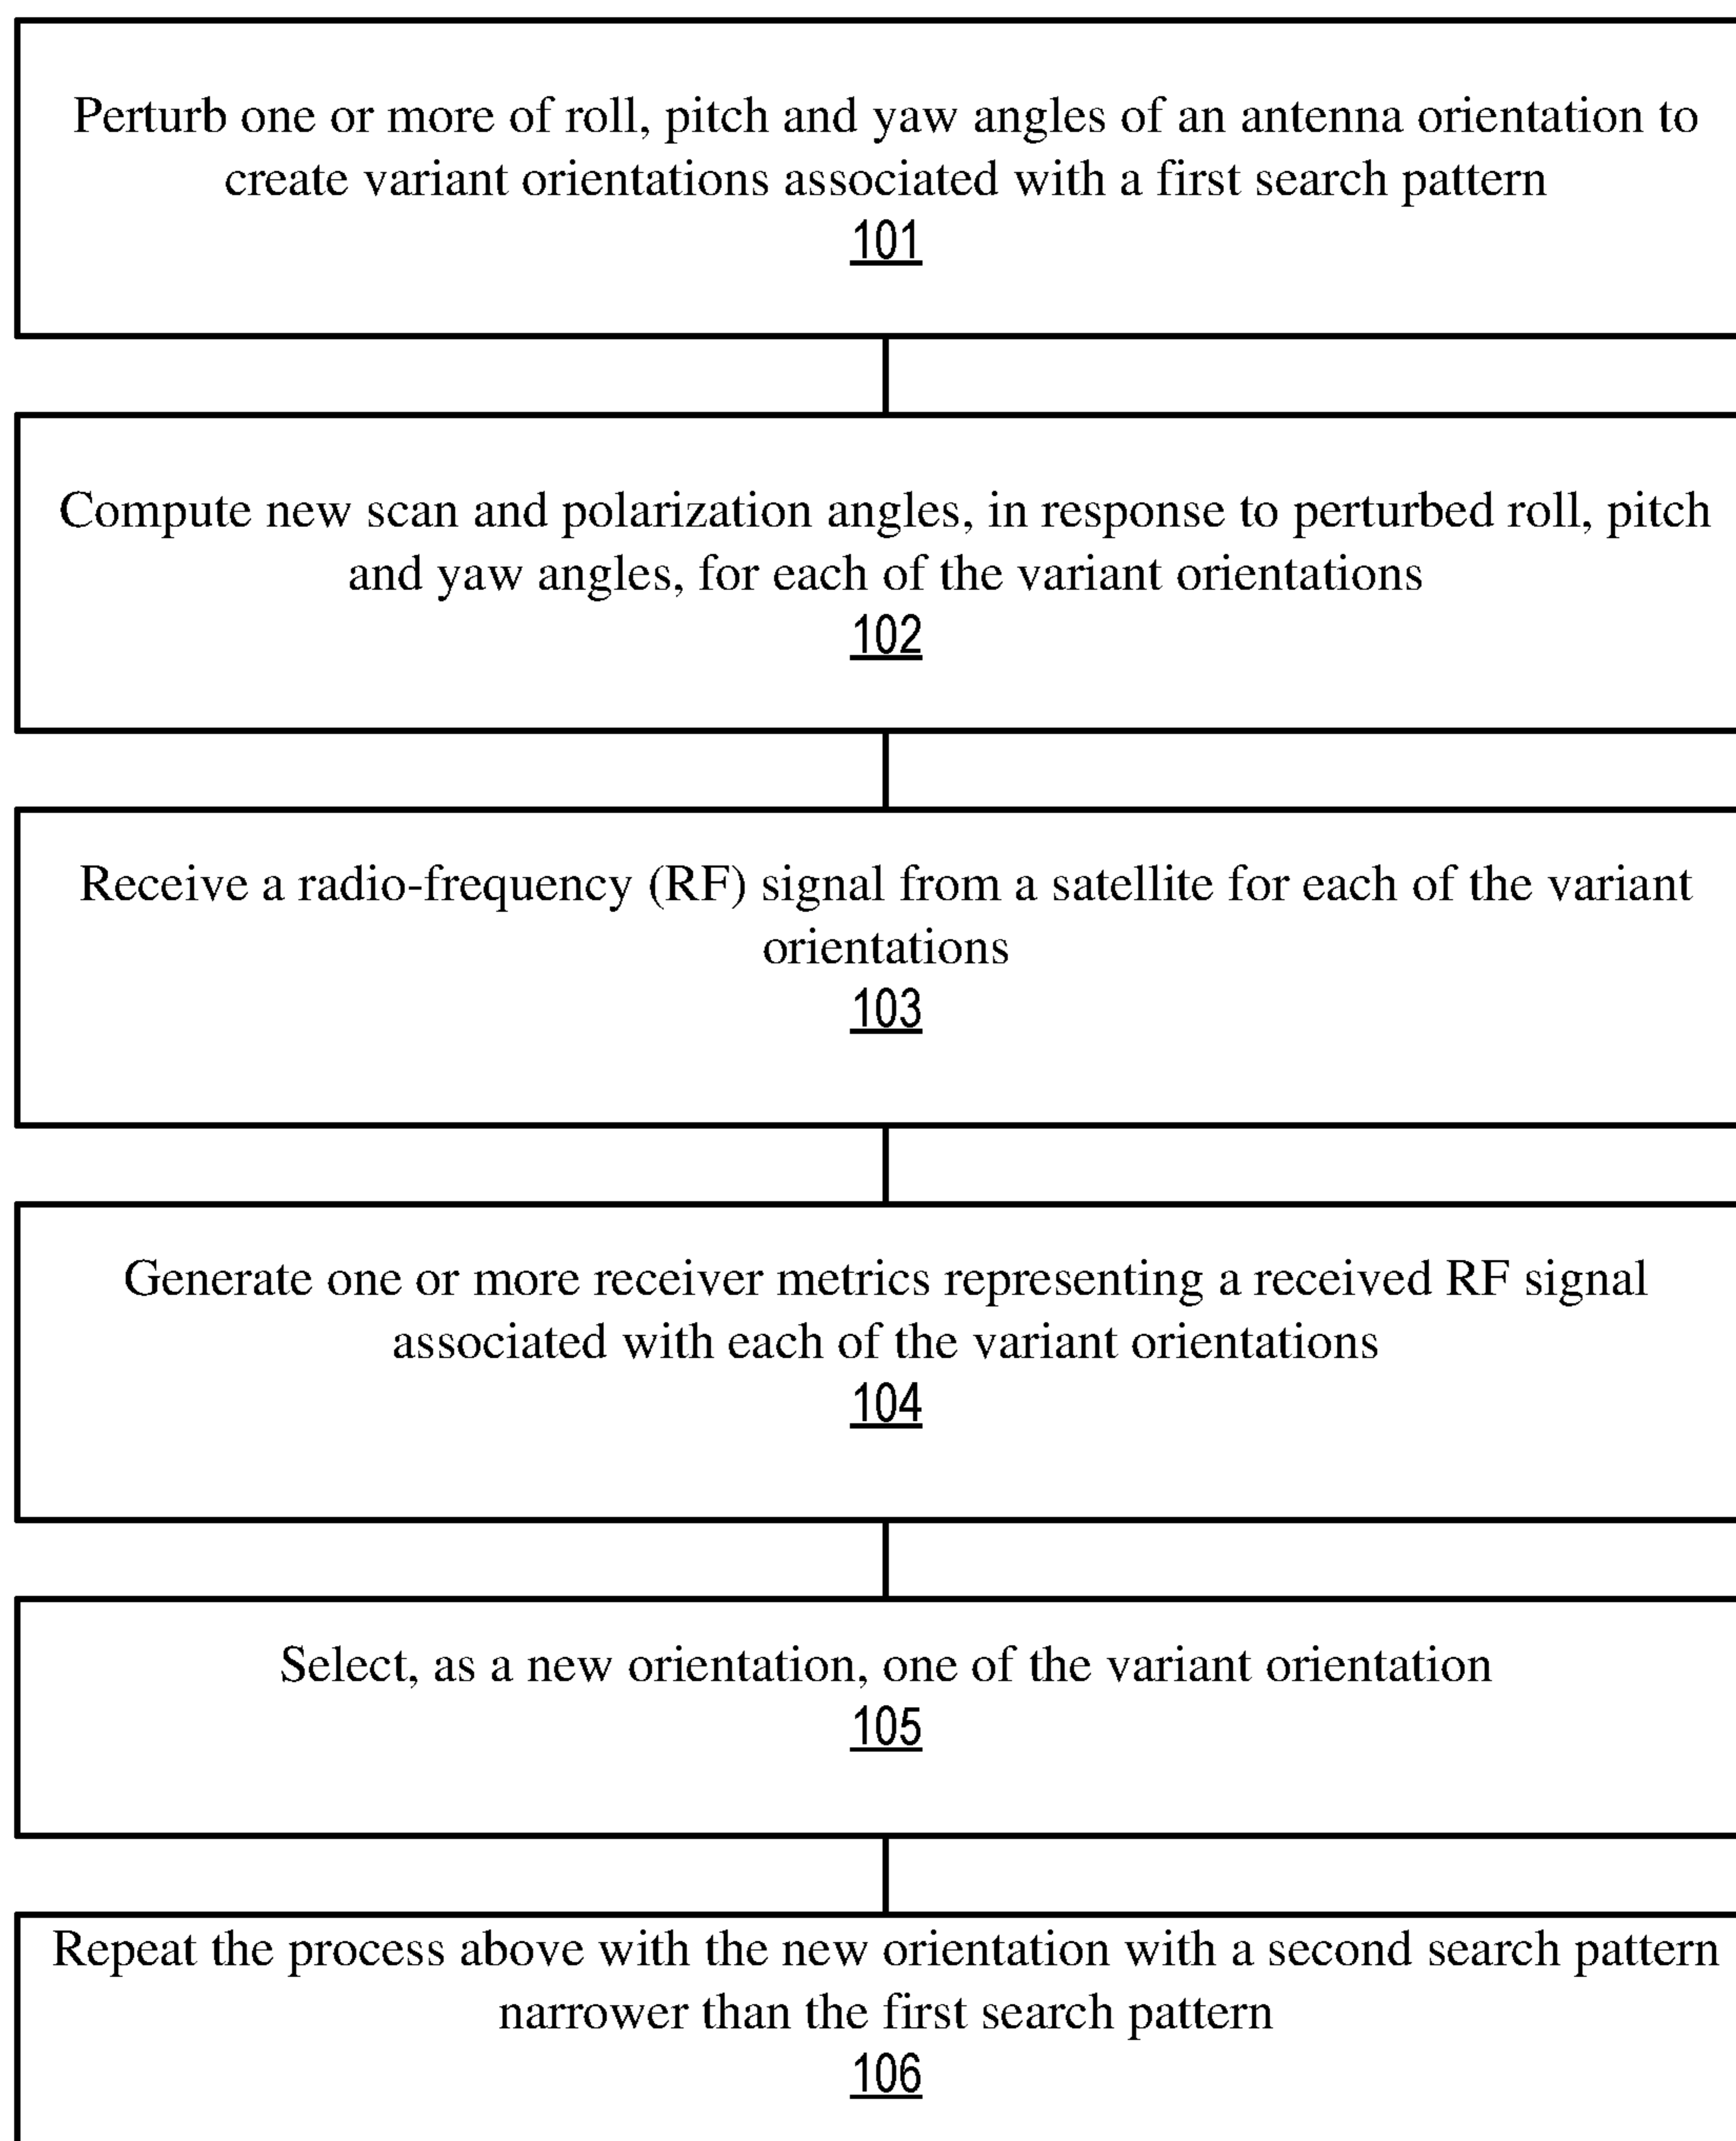 Perturb one or more of roll, pitch and yaw angles of an antenna orientation to
create variant orientations associated with a first search pattern
101
Compute new scan and polarization angles, in response to perturbed roll, pitch
and yaw angles, for each of the variant orientations
102
Receive a radio-frequency (RF) signal from a satellite for each of the variant
orientations
103
Generate one or more receiver metrics representing a received RF signal
associated with each of the variant orientations
104
Select, as a new orientation, one of the variant orientation
105
Repeat the process above with the new orientation with a second search pattern
narrower than the first search pattern
106